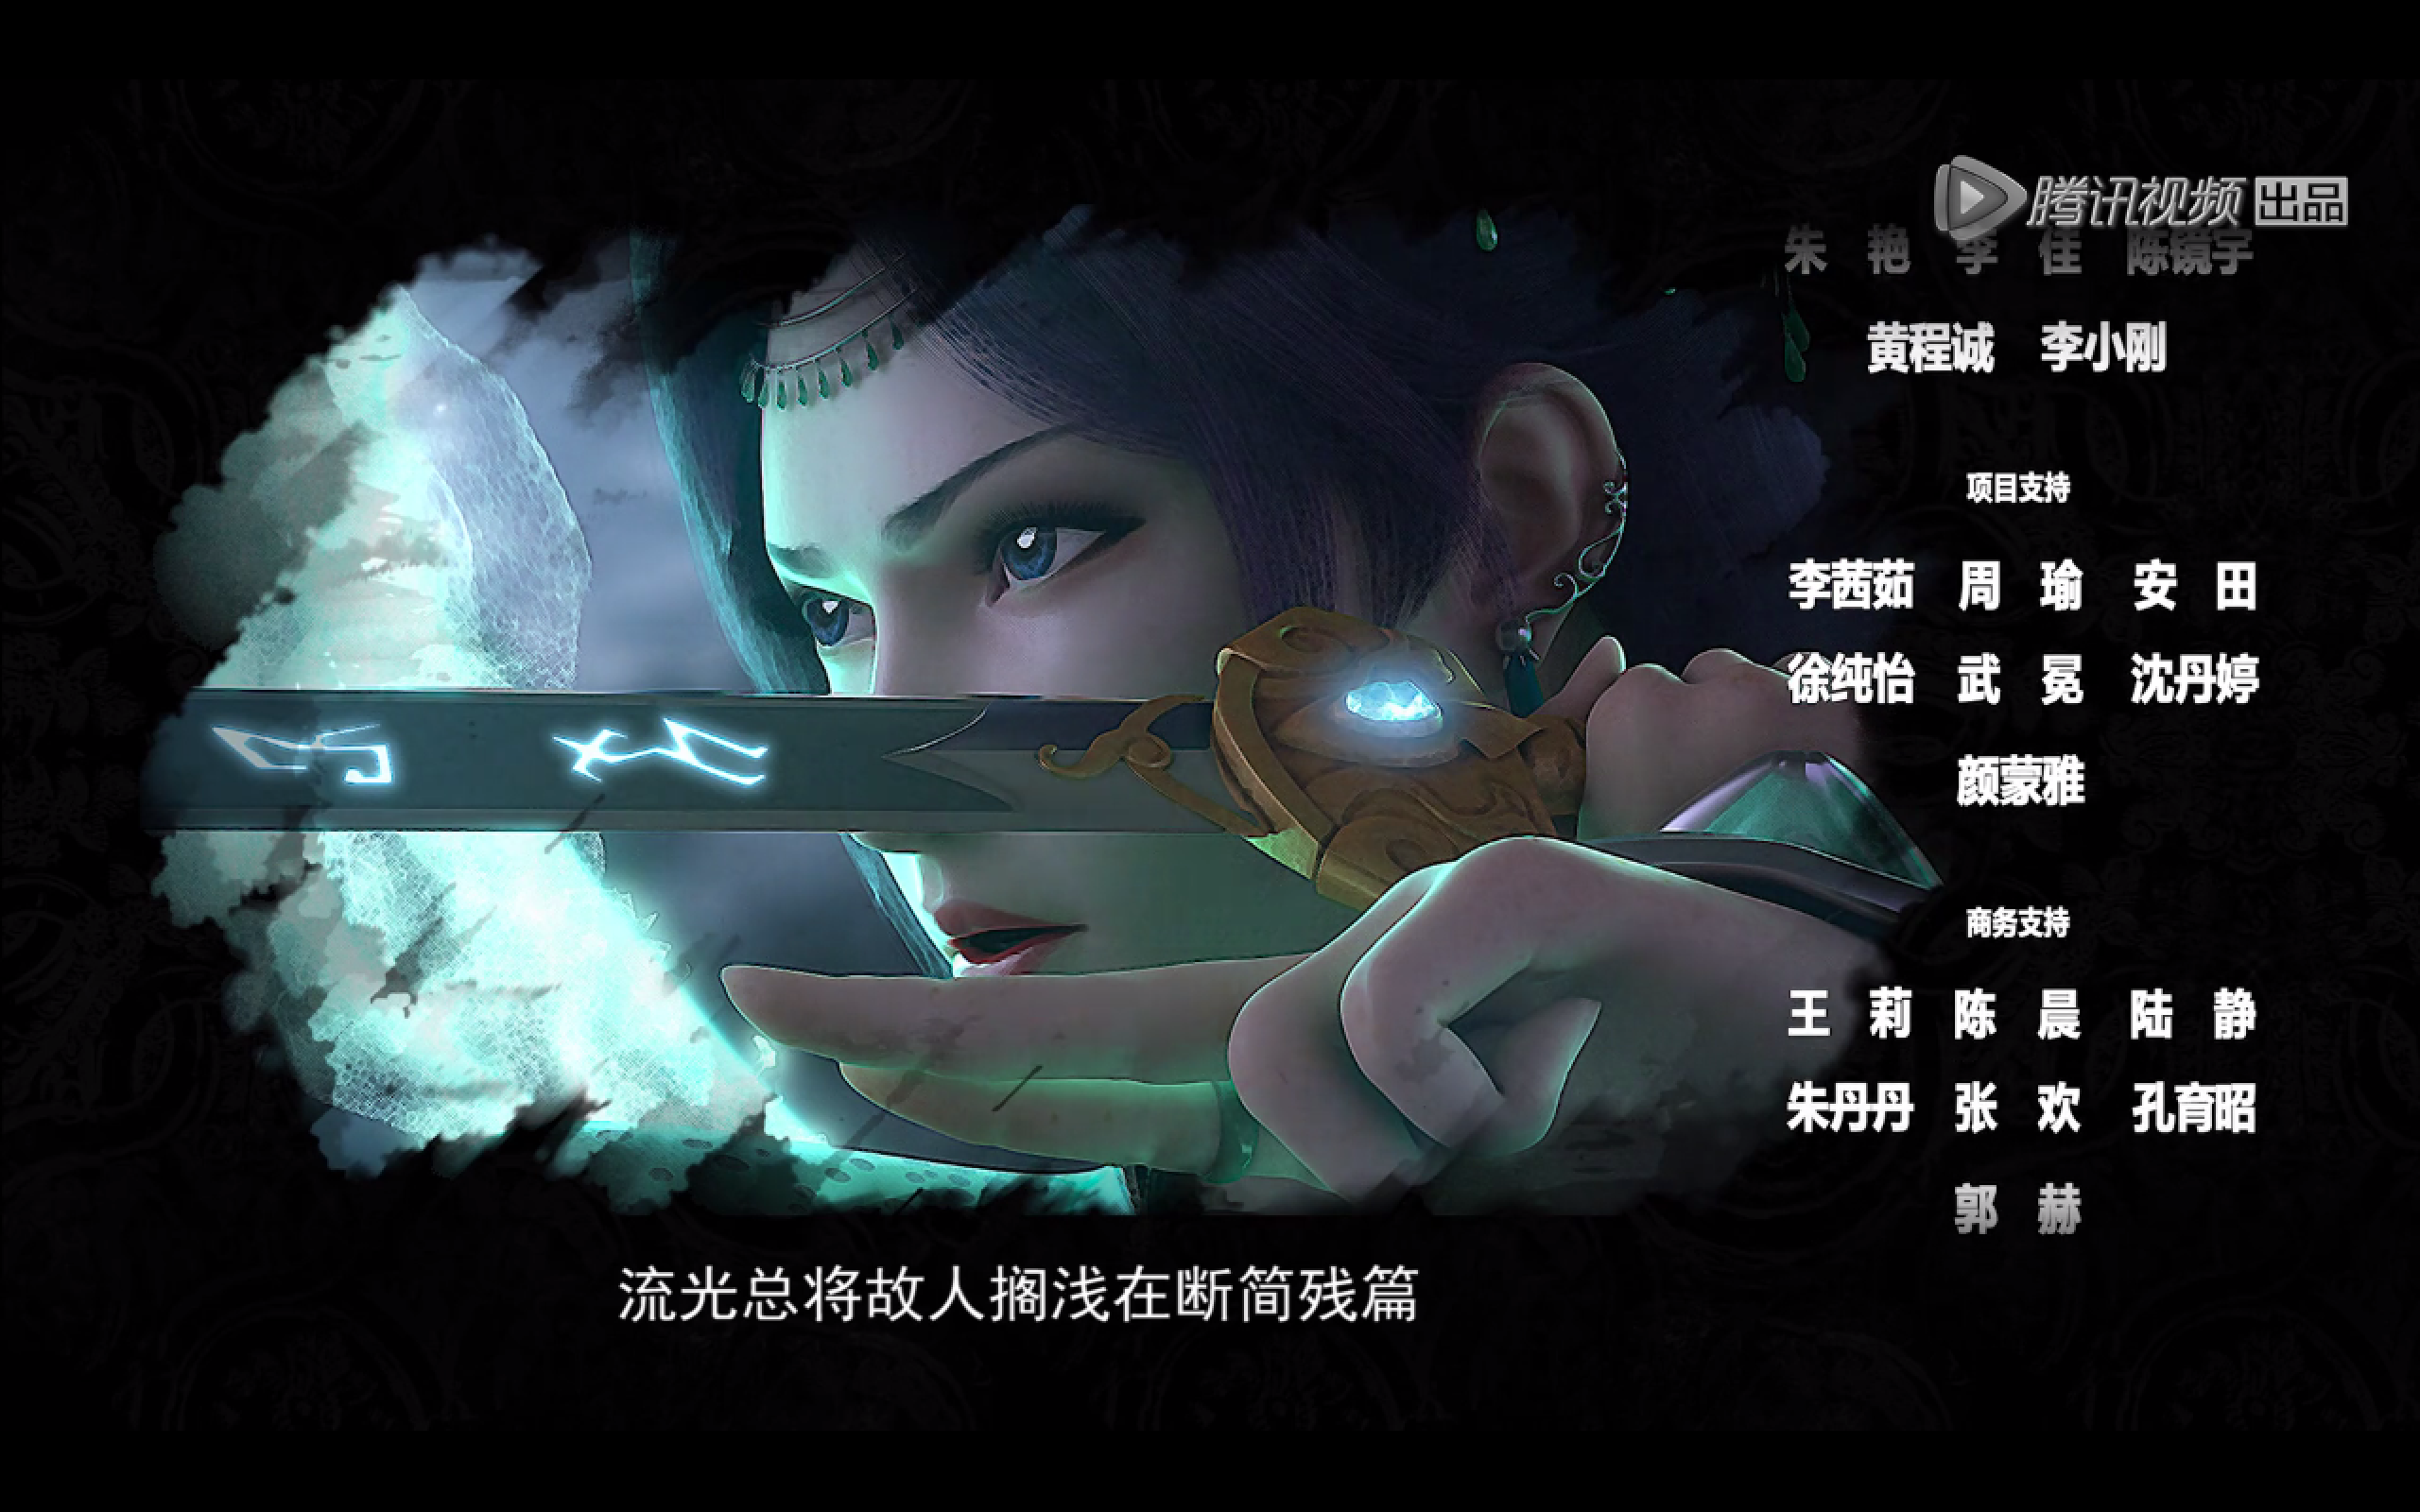 腾讯视频 出品
朱 艳 李 佳 陈镜宇
黄程诚 李小刚
项目支持
李茜茹 周 瑜 安 田
徐纯怡 武 冕 沈丹婷
颜蒙雅
商务支持
王 莉 陈 晨 陆 静
朱丹丹 张 欢 孔育昭
郭 赫
流光总将故人搁浅在断简残篇